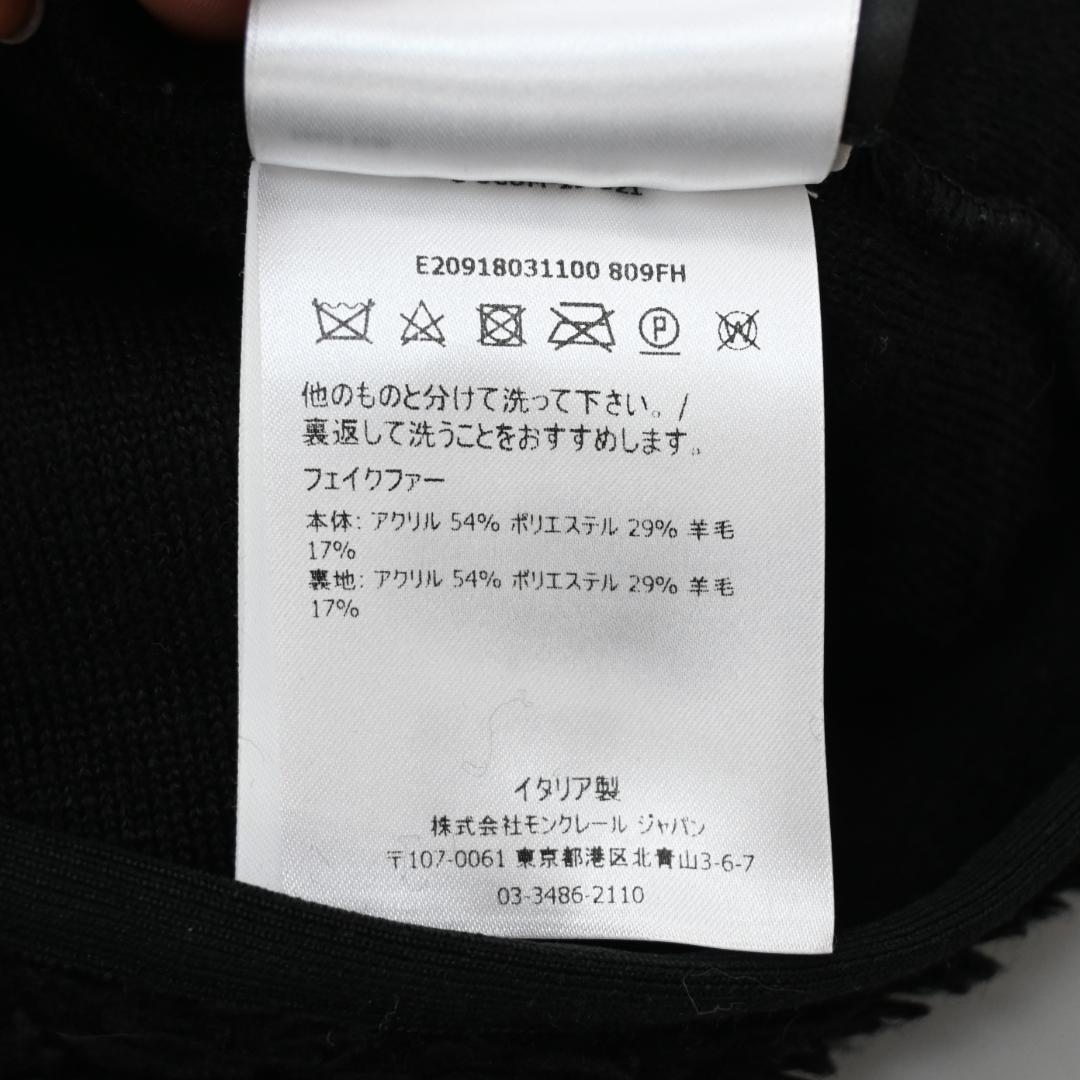 E20918031100 809FH
P W
他のものと分けて洗って下さい。/
裏返して洗うことをおすすめします。
フェイクファー
本体: アクリル 54% ポリエステル 29% 羊毛
17%
裏地: アクリル 54% ポリエステル 29% 羊毛
17%
イタリア製
株式会社モンクレール ジャパン
〒107-0061 東京都港区北青山3-6-7
03-3486-2110